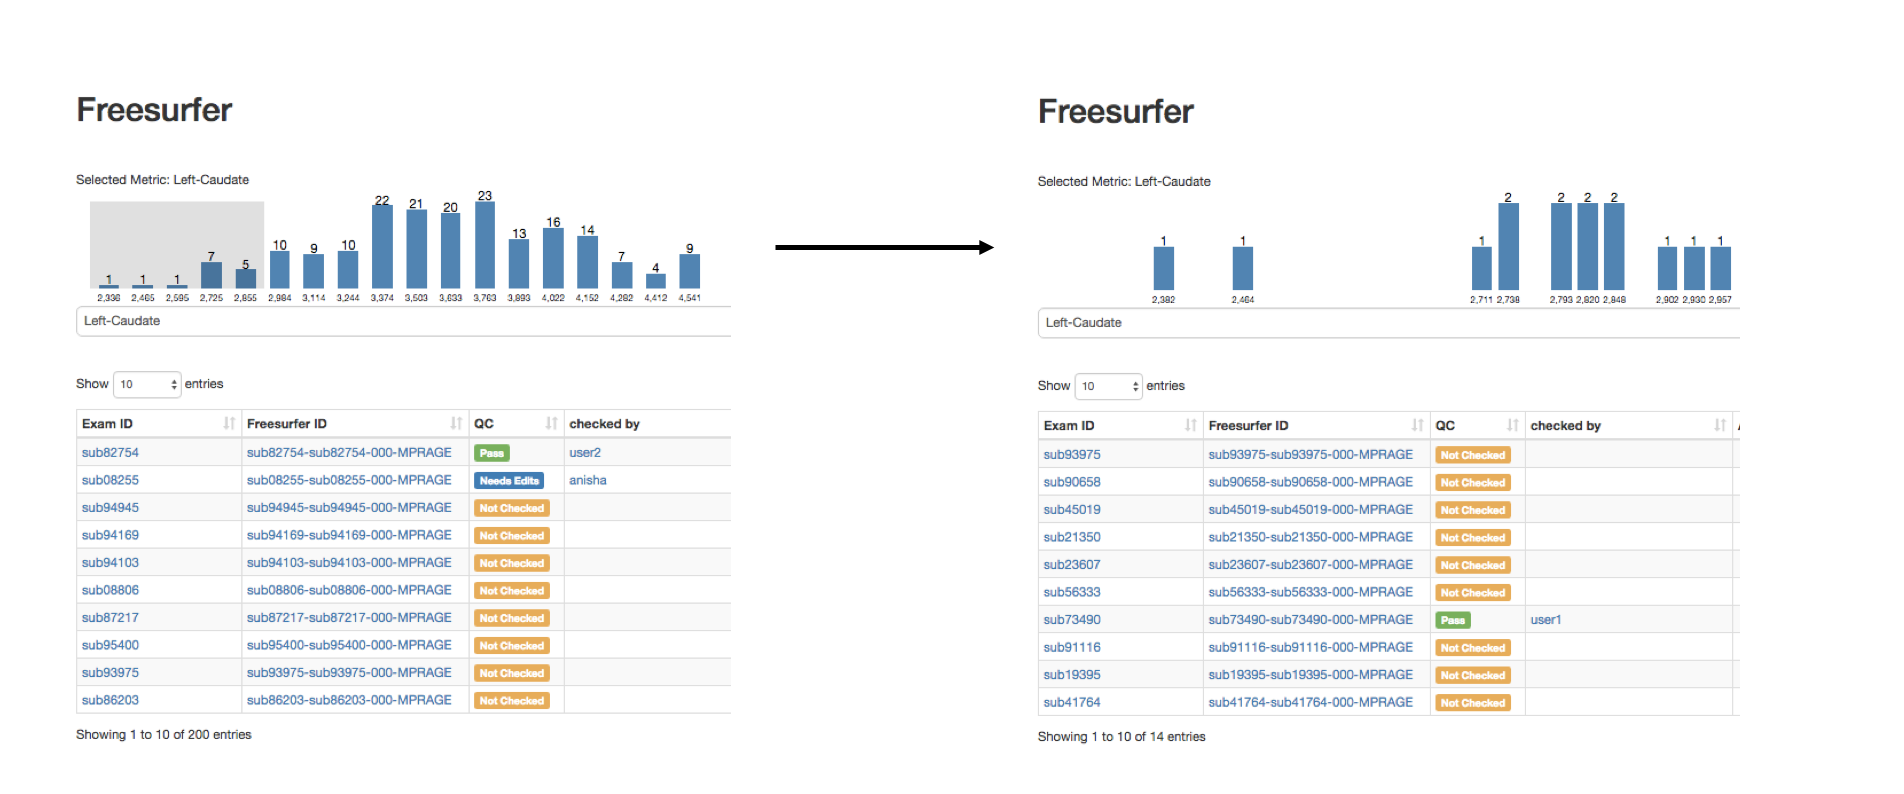 Freesurfer
Selected Metric: Left-Caudate
1 1 1 7 5 10 9 10 22 21 20 23 13 16 14 7 4 9
2,336 2,465 2,595 2,725 2,855 2,984 3,114 3,244 3,374 3,503 3,633 3,763 3,893 4,022 4,152 4,282 4,412 4,541
Left-Caudate
Show 10 entries
Exam ID Freesurfer ID QC checked by
sub82754 sub82754-sub82754-000-MPRAGE Pass user2
sub08255 sub08255-sub08255-000-MPRAGE Needs Edits anisha
sub94945 sub94945-sub94945-000-MPRAGE Not Checked
sub94169 sub94169-sub94169-000-MPRAGE Not Checked
sub94103 sub94103-sub94103-000-MPRAGE Not Checked
sub08806 sub08806-sub08806-000-MPRAGE Not Checked
sub87217 sub87217-sub87217-000-MPRAGE Not Checked
sub95400 sub95400-sub95400-000-MPRAGE Not Checked
sub93975 sub93975-sub93975-000-MPRAGE Not Checked
sub86203 sub86203-sub86203-000-MPRAGE Not Checked
Showing 1 to 10 of 200 entries
Freesurfer
Selected Metric: Left-Caudate
1 1 1 2 2 2 2 1 1 1
2,382 2,464 2,711 2,738 2,793 2,820 2,848 2,902 2,930 2,957
Left-Caudate
Show 10 entries
Exam ID Freesurfer ID QC checked by
sub93975 sub93975-sub93975-000-MPRAGE Not Checked
sub90658 sub90658-sub90658-000-MPRAGE Not Checked
sub45019 sub45019-sub45019-000-MPRAGE Not Checked
sub21350 sub21350-sub21350-000-MPRAGE Not Checked
sub23607 sub23607-sub23607-000-MPRAGE Not Checked
sub56333 sub56333-sub56333-000-MPRAGE Not Checked
sub73490 sub73490-sub73490-000-MPRAGE Pass user1
sub91116 sub91116-sub91116-000-MPRAGE Not Checked
sub19395 sub19395-sub19395-000-MPRAGE Not Checked
sub41764 sub41764-sub41764-000-MPRAGE Not Checked
Showing 1 to 10 of 14 entries